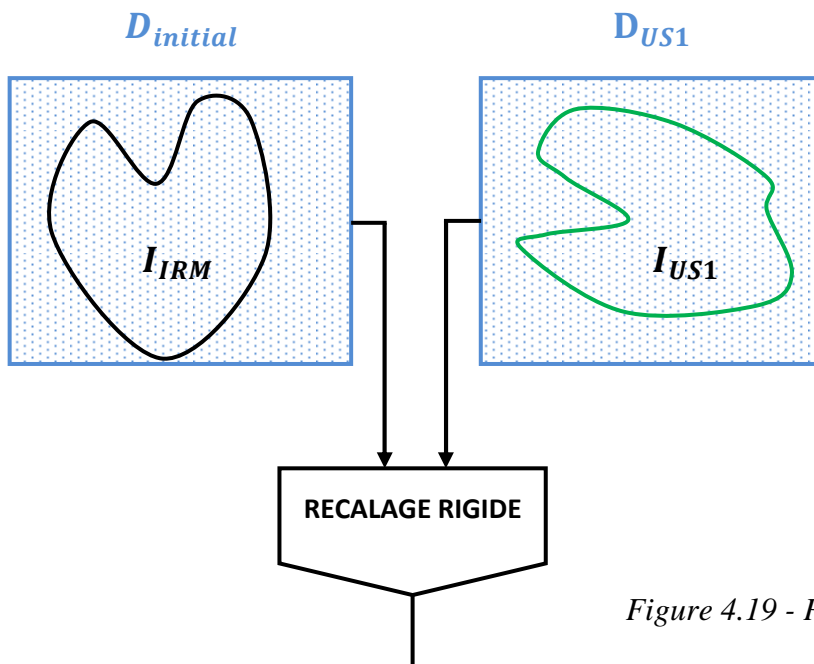 D_initial D_US1
I_IRM I_US1
RECALAGE RIGIDE
Figure 4.19 -